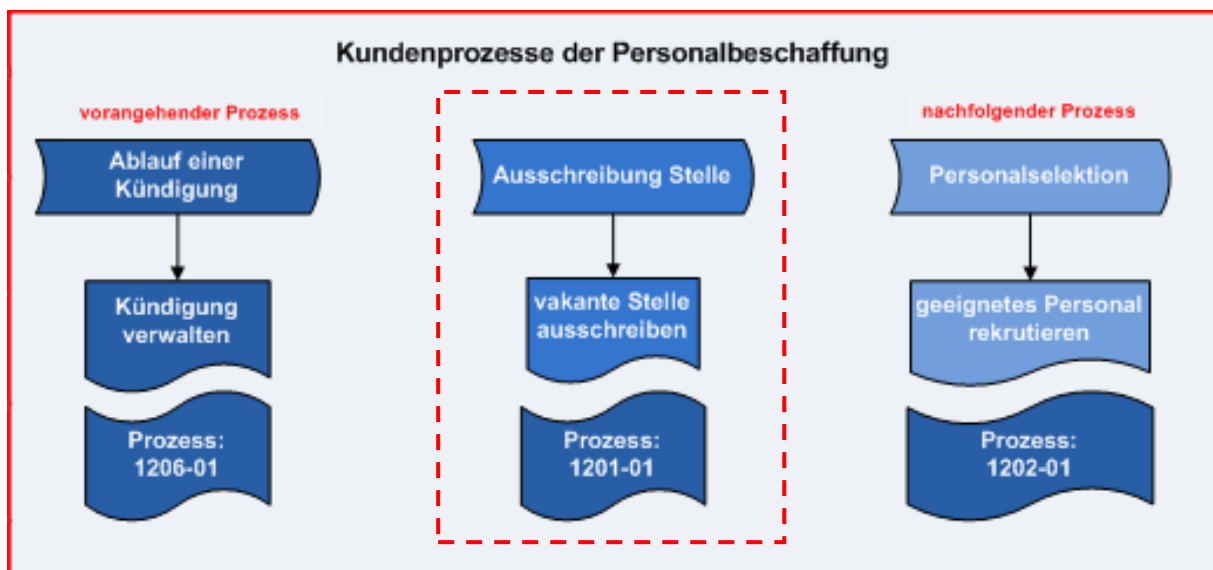 Kundenprozesse der Personalbeschaffung
vorangehender Prozess
Ablauf einer
Kündigung
Kündigung
verwalten
Prozess:
1206-01
Ausschreibung Stelle
vakante Stelle
ausschreiben
Prozess:
1201-01
nachfolgender Prozess
Personalselektion
geeignetes Personal
rekrutieren
Prozess:
1202-01